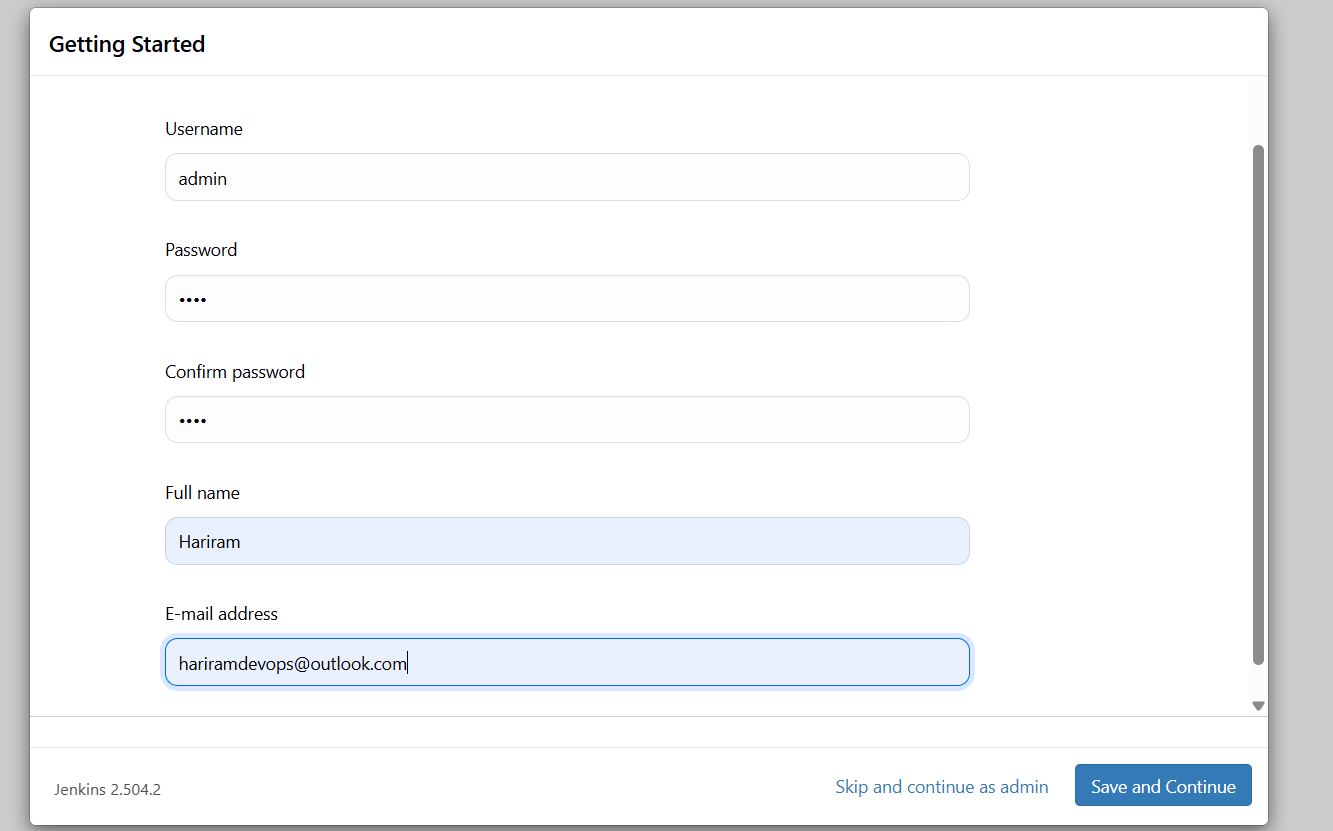 Getting Started
Username
admin
Password
••••
Confirm password
••••
Full name
Hariram
E-mail address
hariramdevops@outlook.com
Jenkins 2.504.2
Skip and continue as admin
Save and Continue